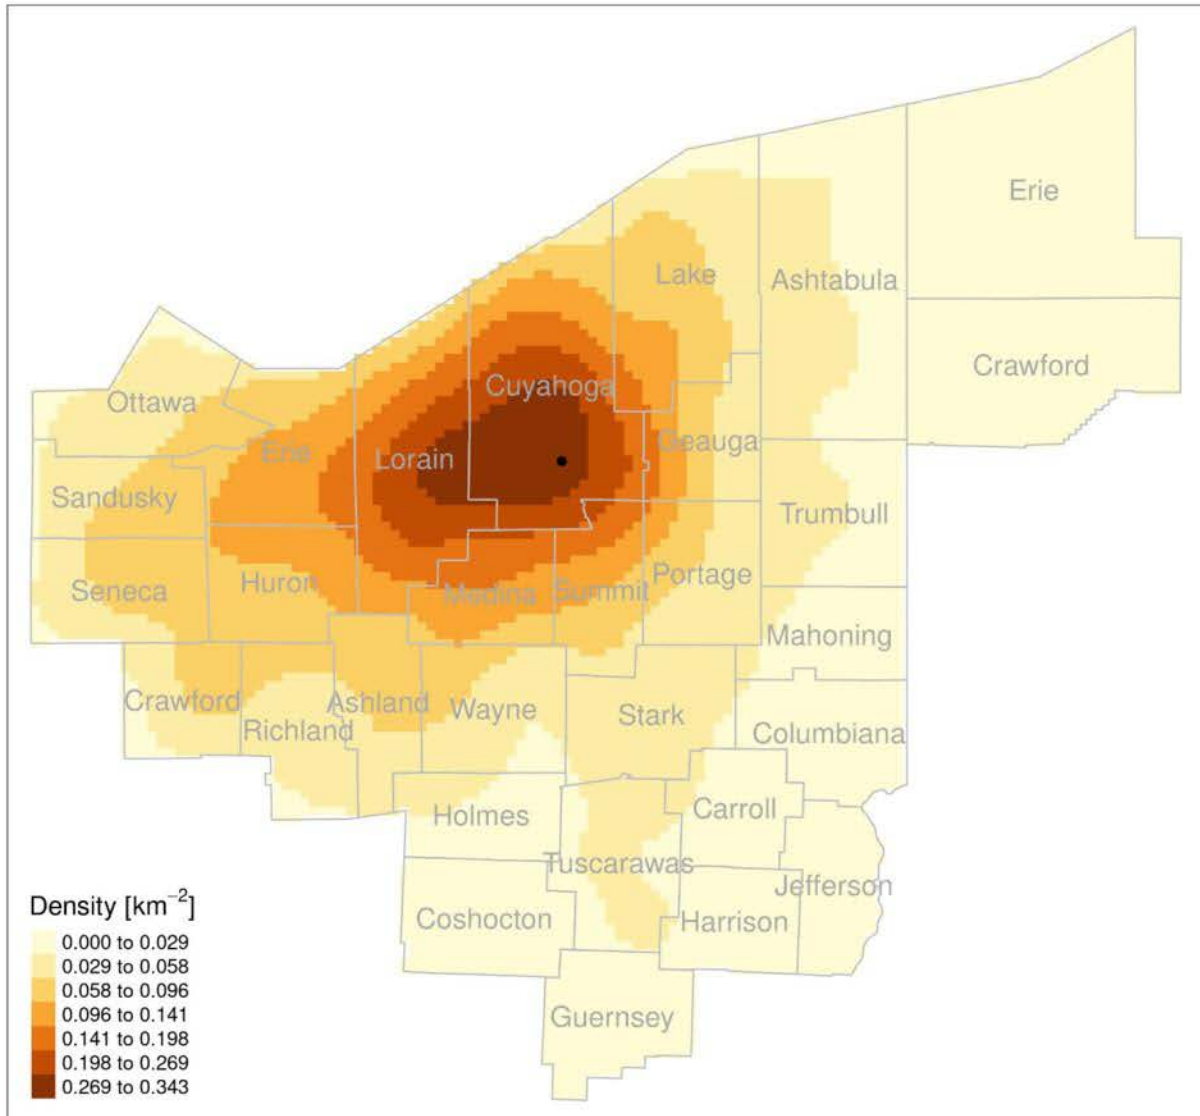 Erie
Lake
Ashtabula
Crawford
Cuyahoga
Ottawa
Geauga
Erie
Lorain
Sandusky
Trumbull
Portage
Huron
Seneca
Medina
Summit
Mahoning
Crawford
Ashland
Wayne
Stark
Richland
Columbiana
Carroll
Holmes
Tuscarawas
Jefferson
Coshocton
Harrison
Guernsey
Density [km⁻²]
0.000 to 0.029
0.029 to 0.058
0.058 to 0.096
0.096 to 0.141
0.141 to 0.198
0.198 to 0.269
0.269 to 0.343